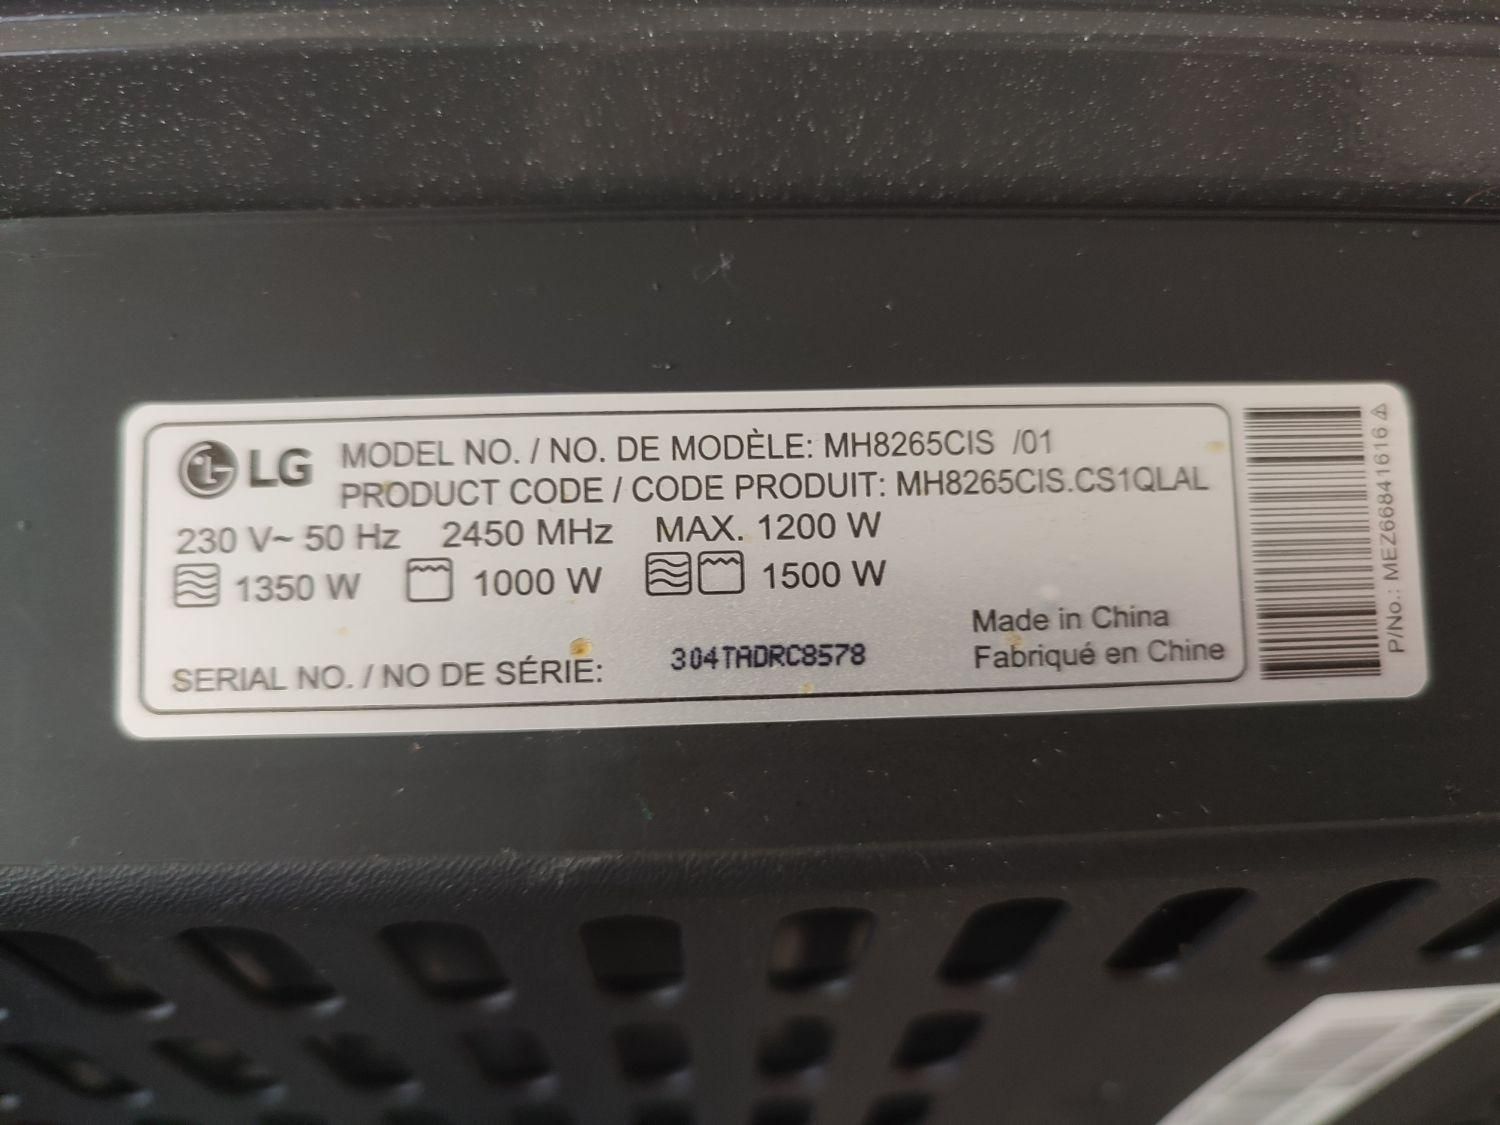 LG
MODEL NO. / NO. DE MODÈLE: MH8265CIS /01
PRODUCT CODE / CODE PRODUIT: MH8265CIS.CS1QLAL
230 V~ 50 Hz 2450 MHz MAX. 1200 W
1350 W 1000 W 1500 W
Made in China
Fabriqué en Chine
SERIAL NO. / NO DE SÉRIE: 304TADRC8578
P/No.: MEZ66841616